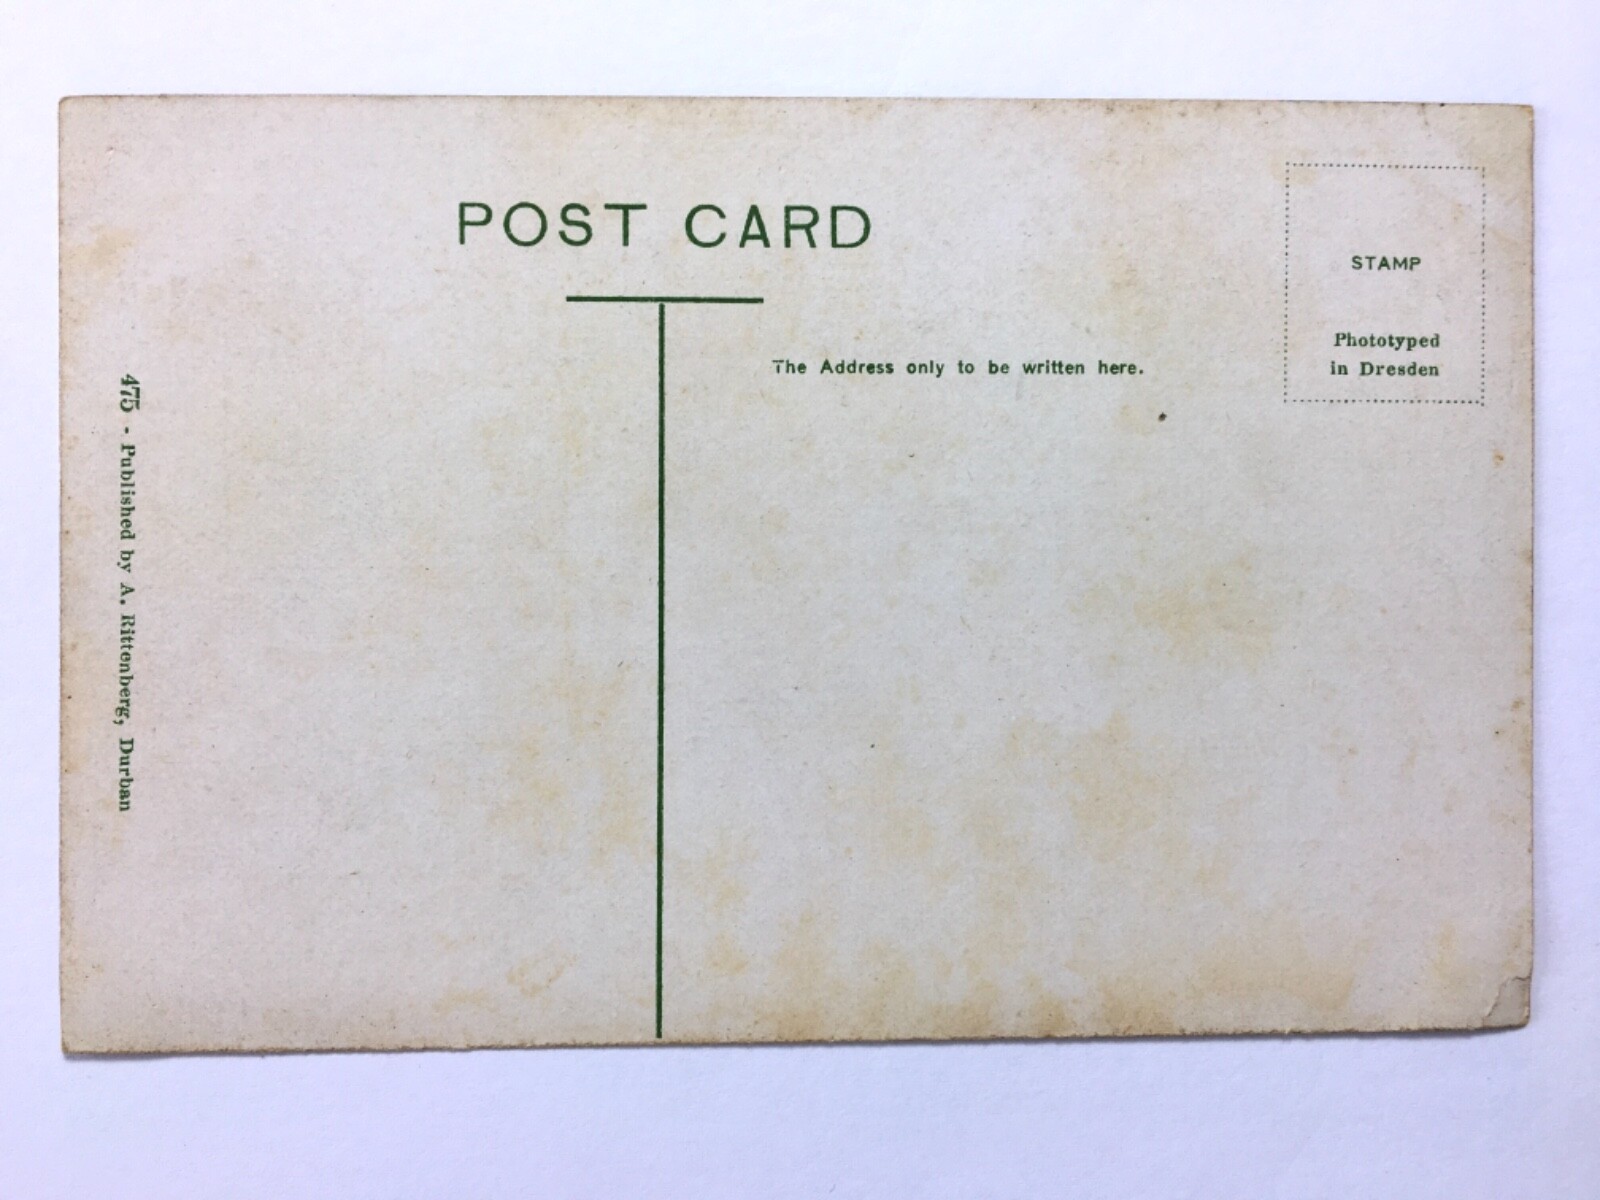 POST CARD
STAMP
Phototyped
in Dresden
The Address only to be written here.
475 - Published by A. Rittenberg, Durban